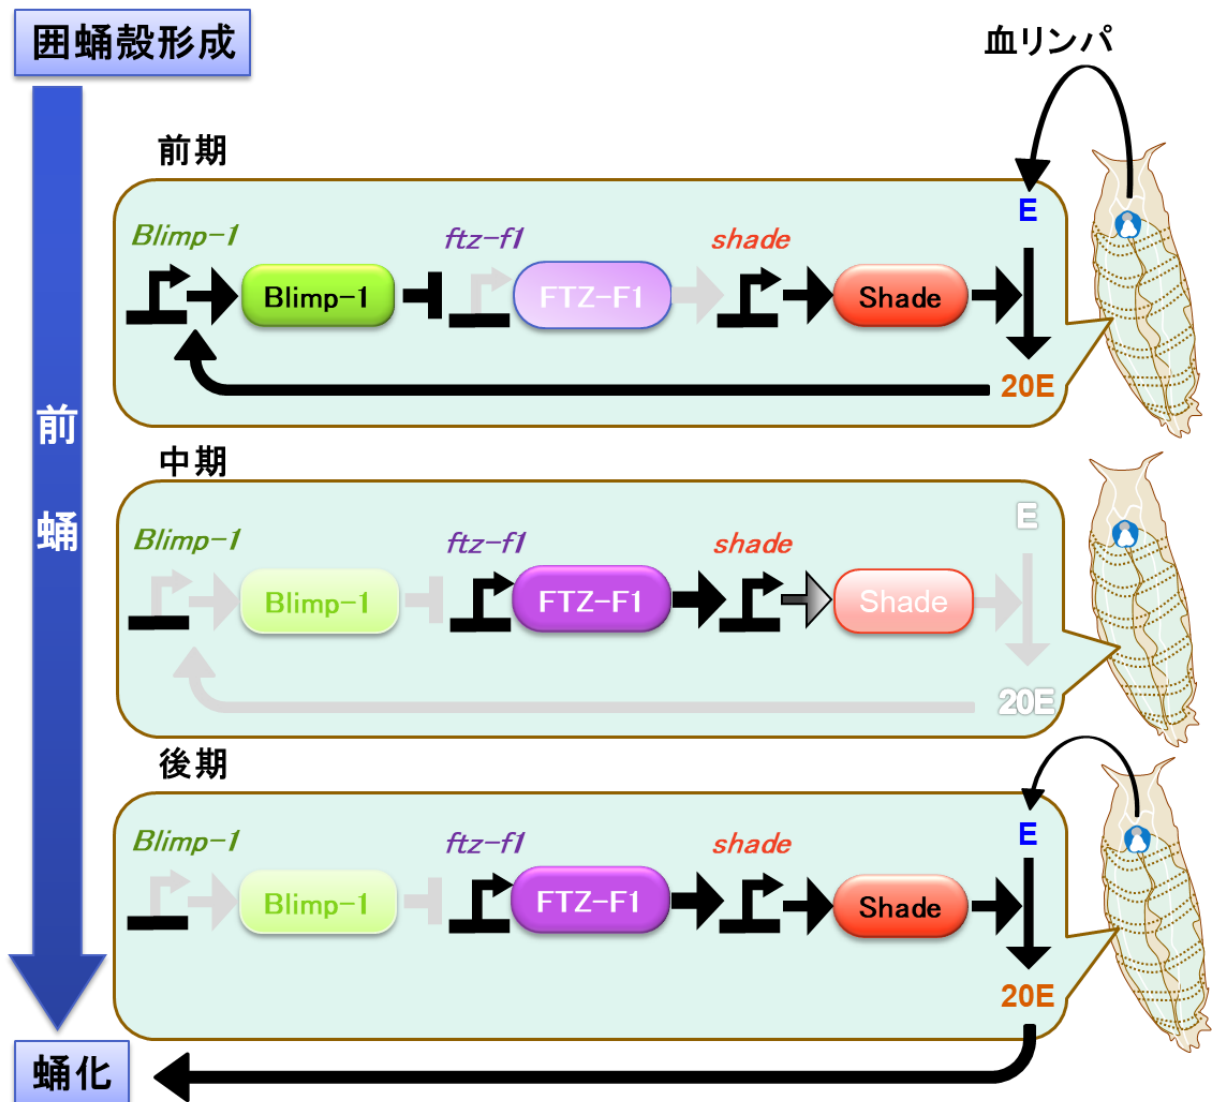 囲蛹殻形成
血リンパ
前期
E
Blimp-1 ftz-f1 shade
Blimp-1 FTZ-F1 Shade
20E
前蛹
中期
E
Blimp-1 ftz-f1 shade
Blimp-1 FTZ-F1 Shade
20E
後期
E
Blimp-1 ftz-f1 shade
Blimp-1 FTZ-F1 Shade
20E
蛹化